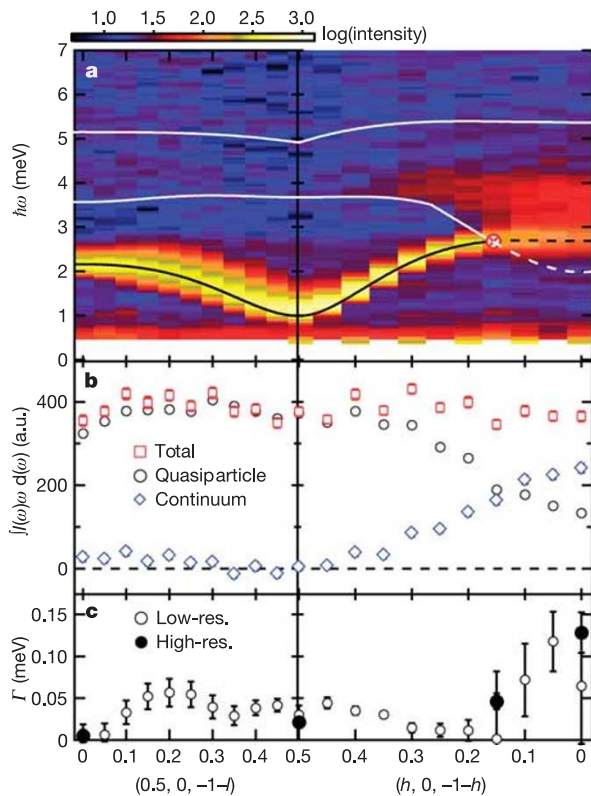 1.0 1.5 2.0 2.5 3.0
log(intensity)
a
7
6
5
4
3
2
1
0
ħω (meV)
b
400
200
0
∫I(ω)ω d(ω) (a.u.)
Total
Quasiparticle
Continuum
c
0.15
0.10
0.05
0
Γ (meV)
Low-res.
High-res.
0 0.1 0.2 0.3 0.4 0.5 0.4 0.3 0.2 0.1 0
(0.5, 0, –1–l) (h, 0, –1–h)